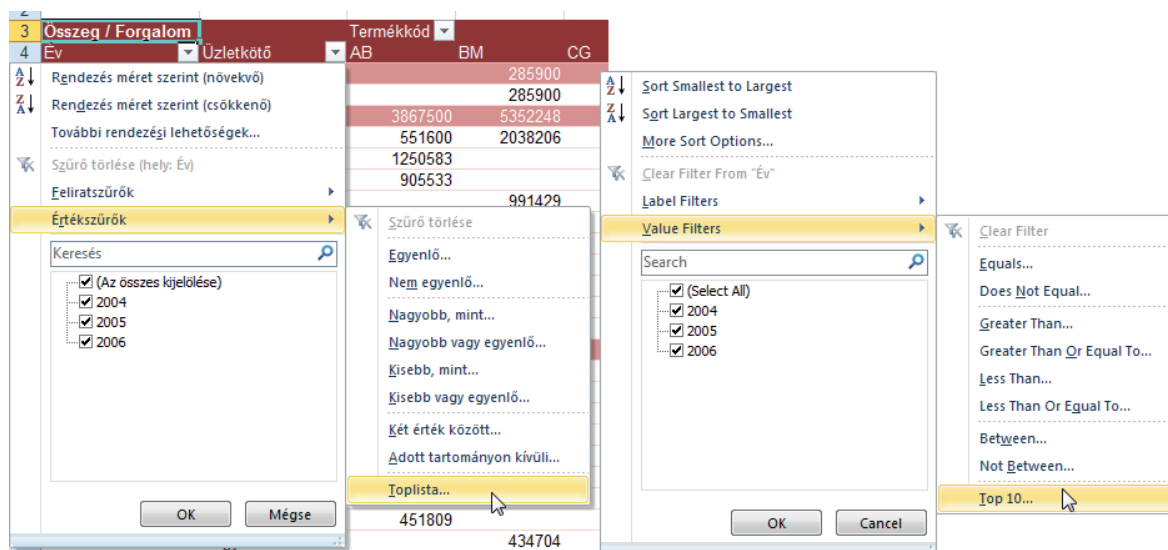 2
3 Összeg / Forgalom Termékkód
4 Év Üzletkötő AB BM CG
Rendezés méret szerint (növekvő)
Rendezés méret szerint (csökkenő)
További rendezési lehetőségek...
Szűrő törlése (hely: Év)
Feliratszűrők
Értékszűrők
Keresés
(Az összes kijelölése)
2004
2005
2006
OK Mégse
285900
285900
3867500 5352248
551600 2038206
1250583
905533
991429
Szűrő törlése
Egyenlő...
Nem egyenlő...
Nagyobb, mint...
Nagyobb vagy egyenlő...
Kisebb, mint...
Kisebb vagy egyenlő...
Két érték között...
Adott tartományon kívüli...
Toplista...
451809
434704
Sort Smallest to Largest
Sort Largest to Smallest
More Sort Options...
Clear Filter From "Év"
Label Filters
Value Filters
Search
(Select All)
2004
2005
2006
OK Cancel
Clear Filter
Equals...
Does Not Equal...
Greater Than...
Greater Than Or Equal To...
Less Than...
Less Than Or Equal To...
Between...
Not Between...
Top 10...